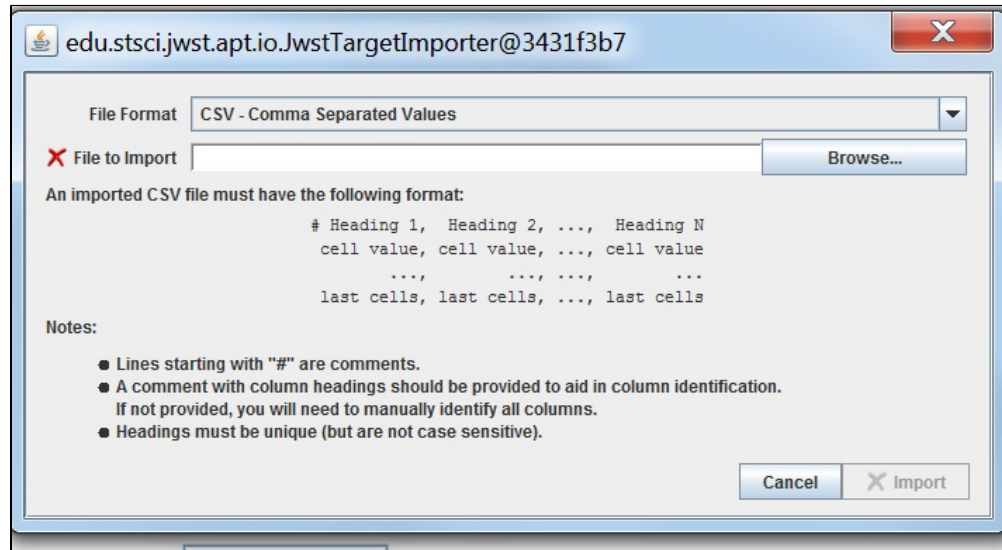 edu.stsci.jwst.apt.io.JwstTargetImporter@3431f3b7
File Format CSV - Comma Separated Values
File to Import Browse...
An imported CSV file must have the following format:
# Heading 1, Heading 2, ..., Heading N
cell value, cell value, ..., cell value
..., ..., ..., ...
last cells, last cells, ..., last cells
Notes:
Lines starting with "#" are comments.
A comment with column headings should be provided to aid in column identification.
If not provided, you will need to manually identify all columns.
Headings must be unique (but are not case sensitive).
Cancel Import